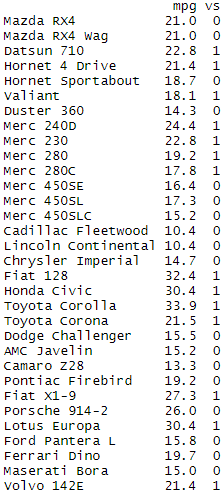 mpg vs
Mazda RX4 21.0 0
Mazda RX4 Wag 21.0 0
Datsun 710 22.8 1
Hornet 4 Drive 21.4 1
Hornet Sportabout 18.7 0
Valiant 18.1 1
Duster 360 14.3 0
Merc 240D 24.4 1
Merc 230 22.8 1
Merc 280 19.2 1
Merc 280C 17.8 1
Merc 450SE 16.4 0
Merc 450SL 17.3 0
Merc 450SLC 15.2 0
Cadillac Fleetwood 10.4 0
Lincoln Continental 10.4 0
Chrysler Imperial 14.7 0
Fiat 128 32.4 1
Honda Civic 30.4 1
Toyota Corolla 33.9 1
Toyota Corona 21.5 1
Dodge Challenger 15.5 0
AMC Javelin 15.2 0
Camaro Z28 13.3 0
Pontiac Firebird 19.2 0
Fiat X1-9 27.3 1
Porsche 914-2 26.0 0
Lotus Europa 30.4 1
Ford Pantera L 15.8 0
Ferrari Dino 19.7 0
Maserati Bora 15.0 0
Volvo 142E 21.4 1